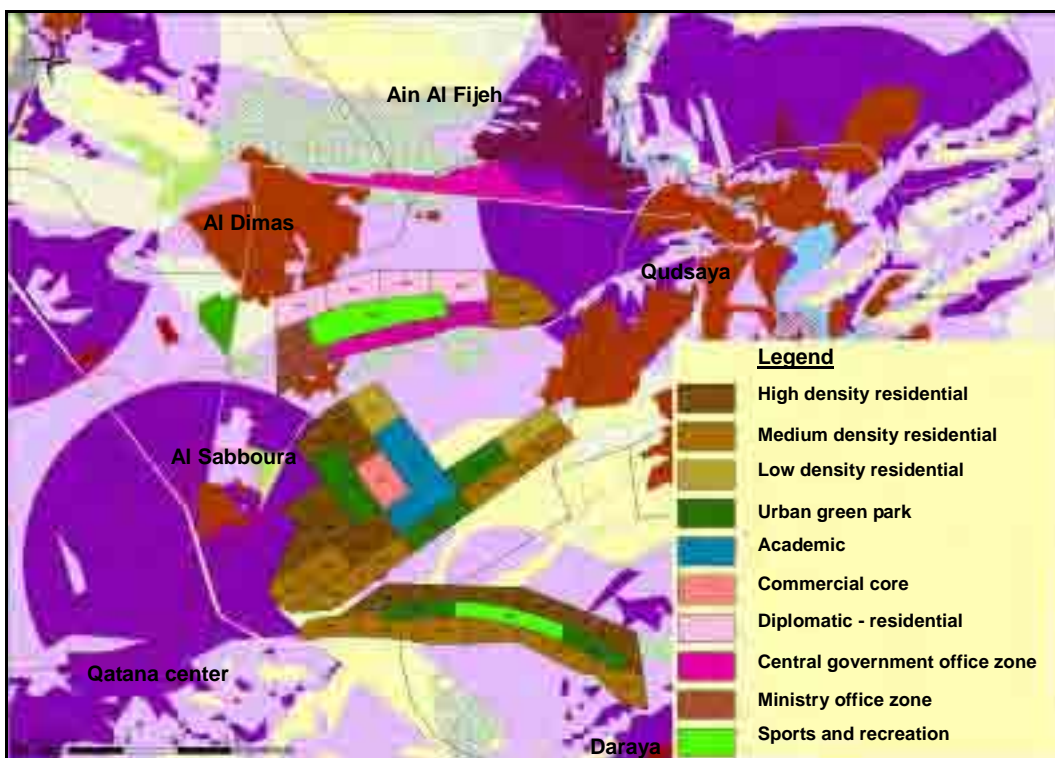 Ain Al Fijeh
Al Dimas
Qudsaya
Al Sabboura
Qatana center
Daraya
Legend
High density residential
Medium density residential
Low density residential
Urban green park
Academic
Commercial core
Diplomatic - residential
Central government office zone
Ministry office zone
Sports and recreation